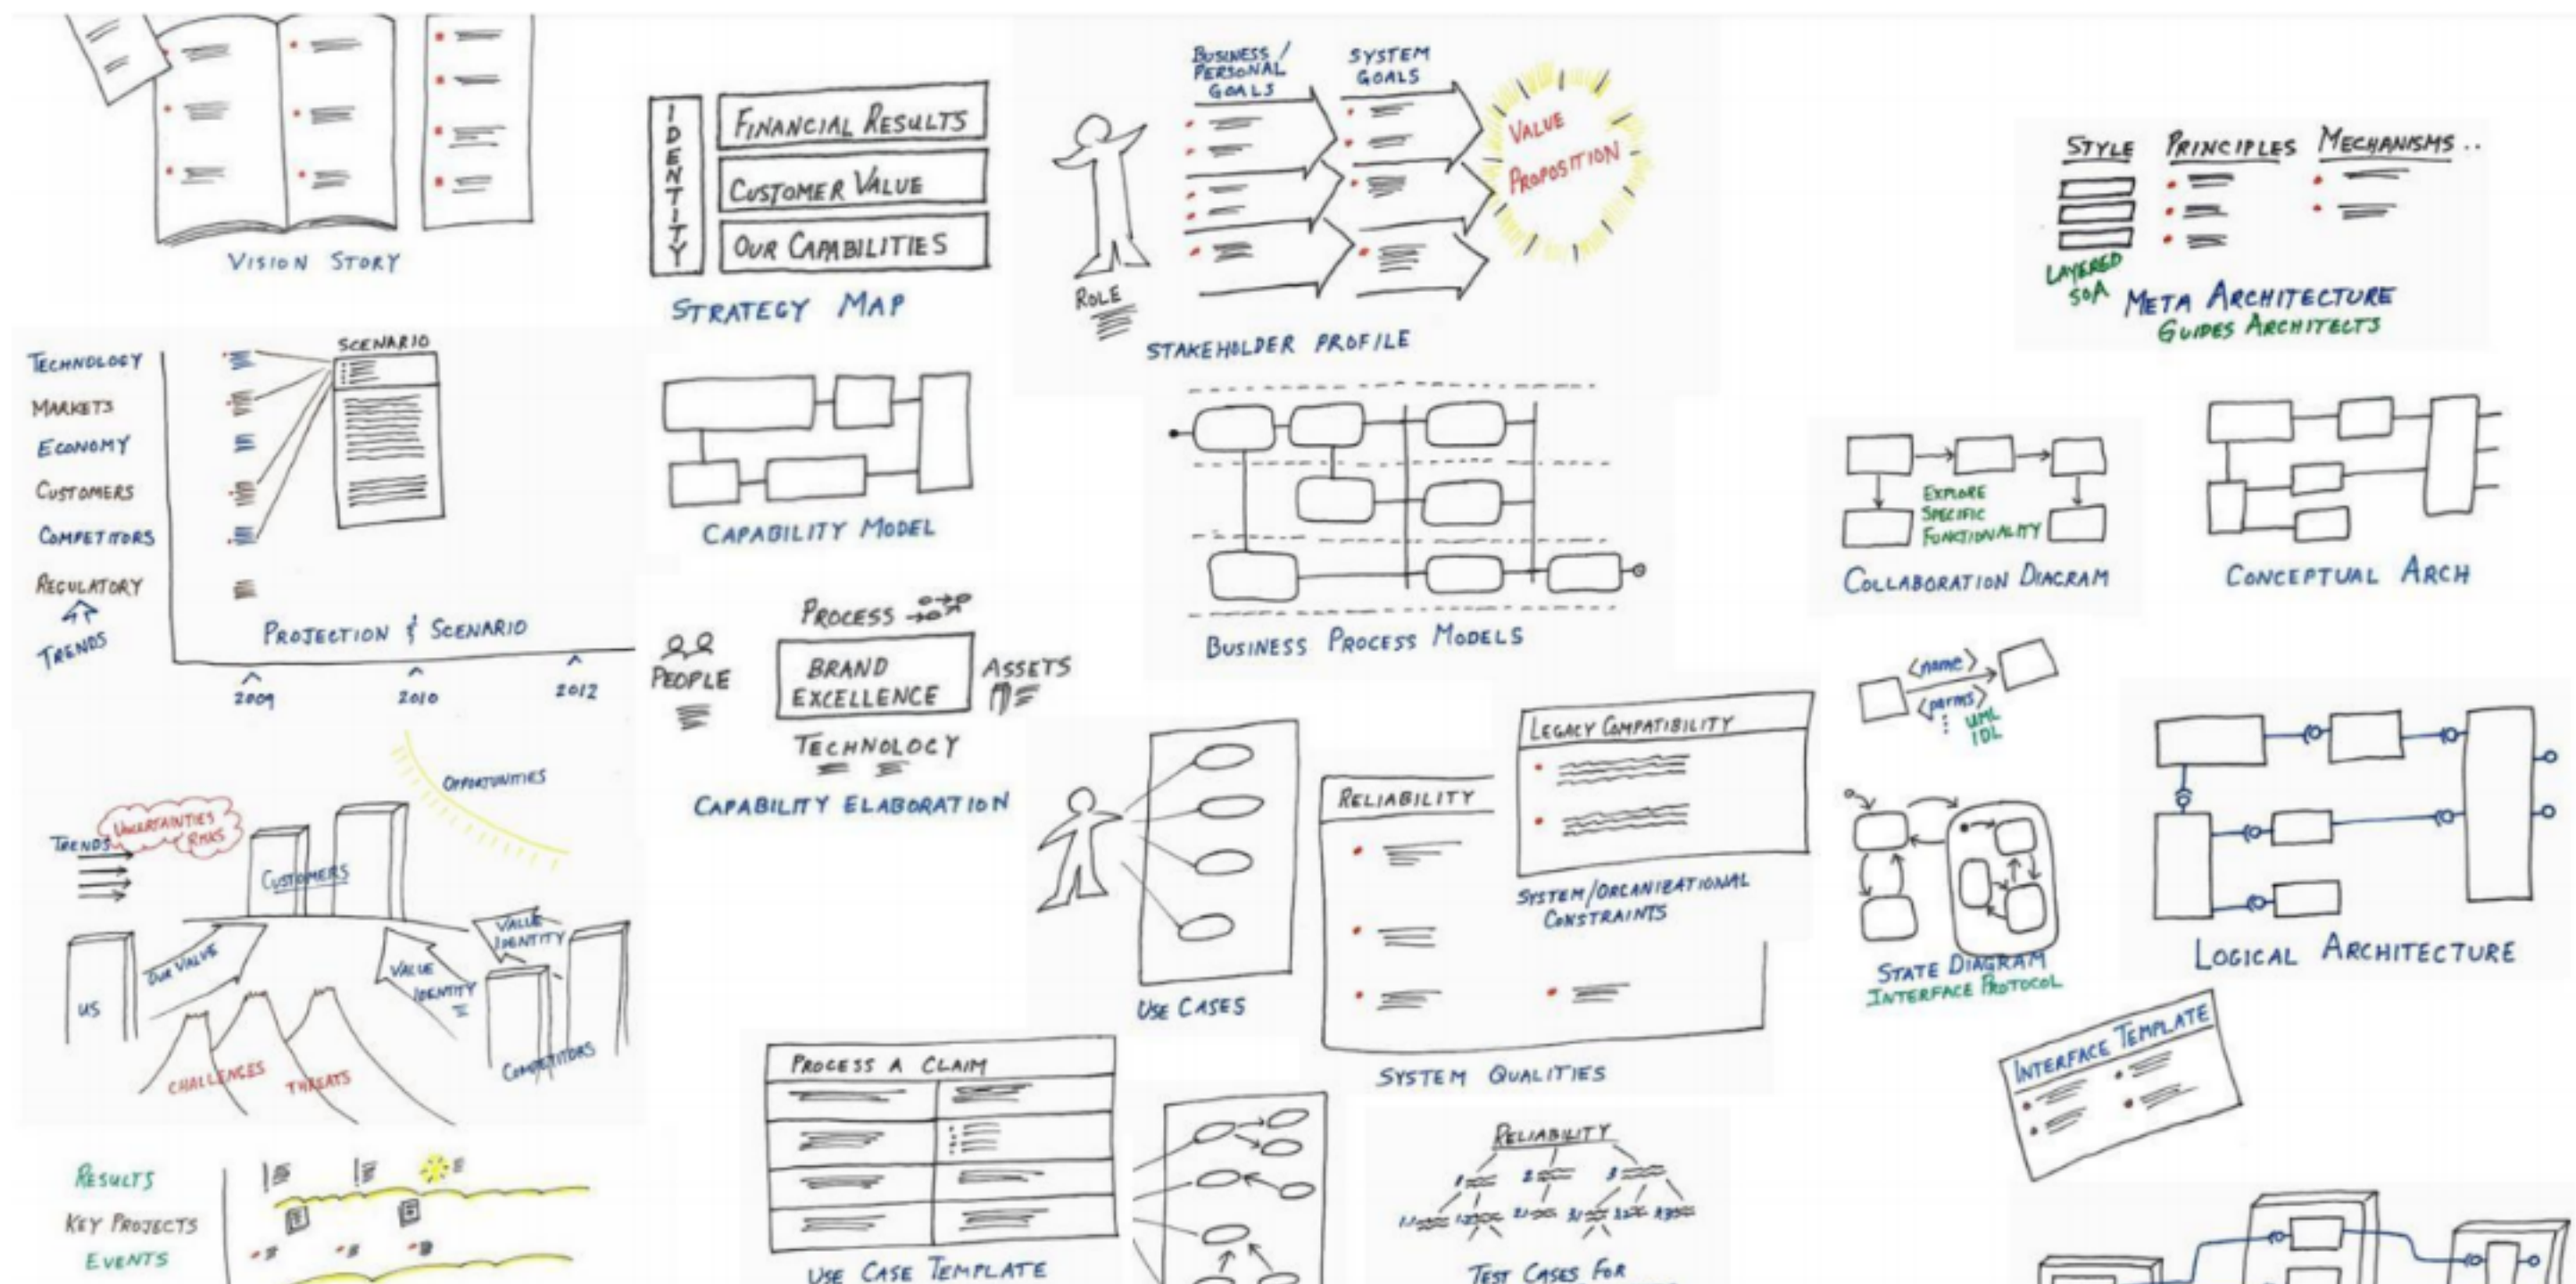 VISION STORY
IDENTITY
FINANCIAL RESULTS
CUSTOMER VALUE
OUR CAPABILITIES
STRATEGY MAP
BUSINESS /
PERSONAL
GOALS
SYSTEM
GOALS
VALUE
PROPOSITION
ROLE
STAKEHOLDER PROFILE
STYLE PRINCIPLES MECHANISMS ..
LAYERED
SOA
META ARCHITECTURE
GUIDES ARCHITECTS
TECHNOLOGY
MARKETS
ECONOMY
CUSTOMERS
COMPETITORS
REGULATORY
TRENDS
SCENARIO
PROJECTION & SCENARIO
2009 2010 2012
CAPABILITY MODEL
BUSINESS PROCESS MODELS
EXPLORE
SPECIFIC
FUNCTIONALITY
COLLABORATION DIAGRAM
CONCEPTUAL ARCH
PROCESS
PEOPLE
BRAND
EXCELLENCE
ASSETS
TECHNOLOGY
CAPABILITY ELABORATION
<name>
<parms>
UML
IDL
OPPORTUNITIES
UNCERTAINTIES
RISKS
TRENDS
CUSTOMERS
US
OUR VALUE
VALUE
IDENTITY
VALUE
IDENTITY
COMPETITORS
CHALLENGES
THREATS
USE CASES
RELIABILITY
LEGACY COMPATIBILITY
SYSTEM/ORGANIZATIONAL
CONSTRAINTS
SYSTEM QUALITIES
STATE DIAGRAM
INTERFACE PROTOCOL
LOGICAL ARCHITECTURE
INTERFACE TEMPLATE
PROCESS A CLAIM
USE CASE TEMPLATE
RELIABILITY
1 2 3
TEST CASES FOR
RESULTS
KEY PROJECTS
EVENTS